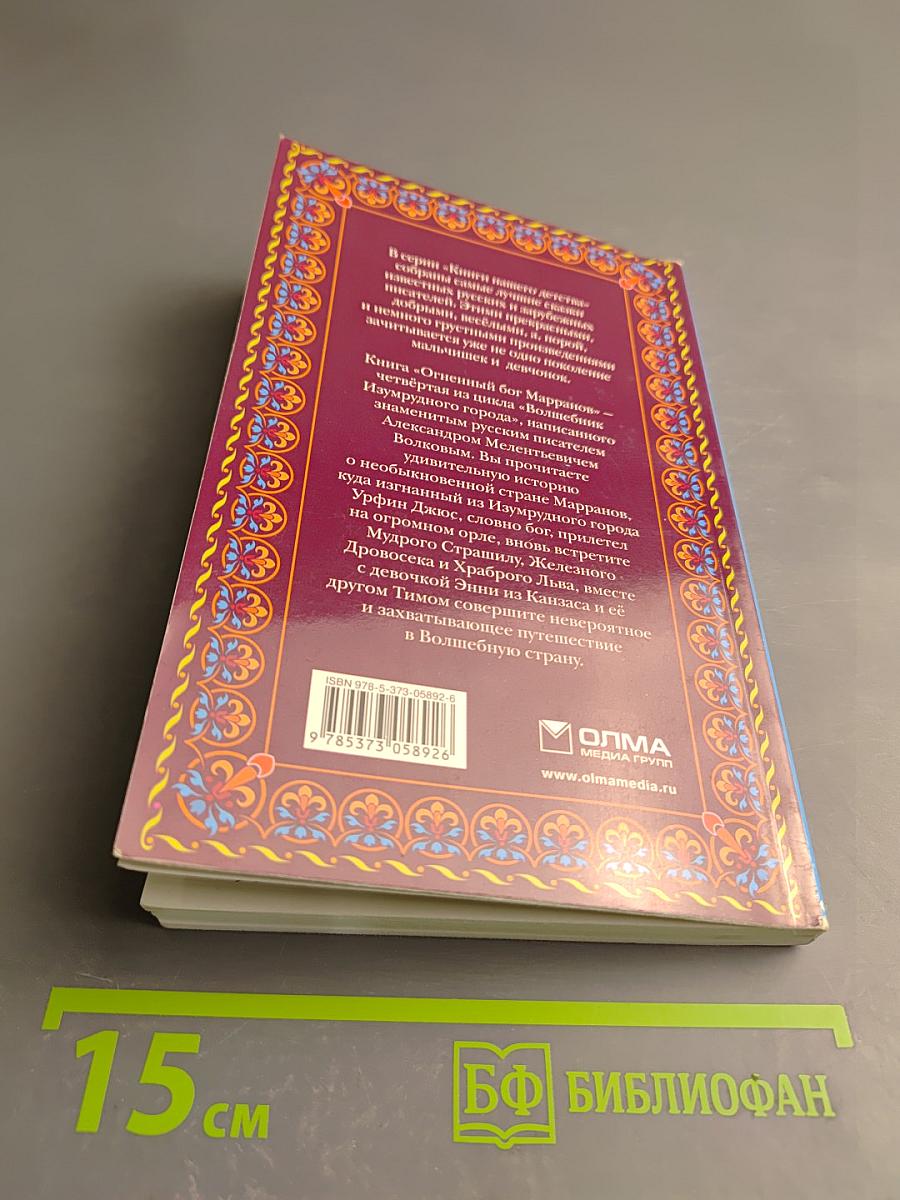 В серии «Книги нашего детства»
собраны самые лучшие сказки
известных русских и зарубежных
писателей. Этими прекрасными,
добрыми, весёлыми, а, порой,
и немного грустными произведениями
зачитывается уже не одно поколение
мальчишек и девчонок.
Книга «Огненный бог Марранов» –
четвёртая из цикла «Волшебник
Изумрудного города», написанного
знаменитым русским писателем
Александром Мелентьевичем
Волковым. Вы прочитаете
удивительную историю
о необыкновенной стране Марранов,
куда изгнанный из Изумрудного города
Урфин Джюс, словно бог, прилетел
на огромном орле, вновь встретите
Мудрого Страшилу, Железного
Дровосека и Храброго Льва, вместе
с девочкой Энни из Канзаса и её
другом Тимом совершите невероятное
и захватывающее путешествие
в Волшебную страну.
ISBN 978-5-373-05892-6
9 785373 058926
ОЛМА
МЕДИА ГРУПП
www.olmamedia.ru
15 см
БФ БИБЛИОФАН